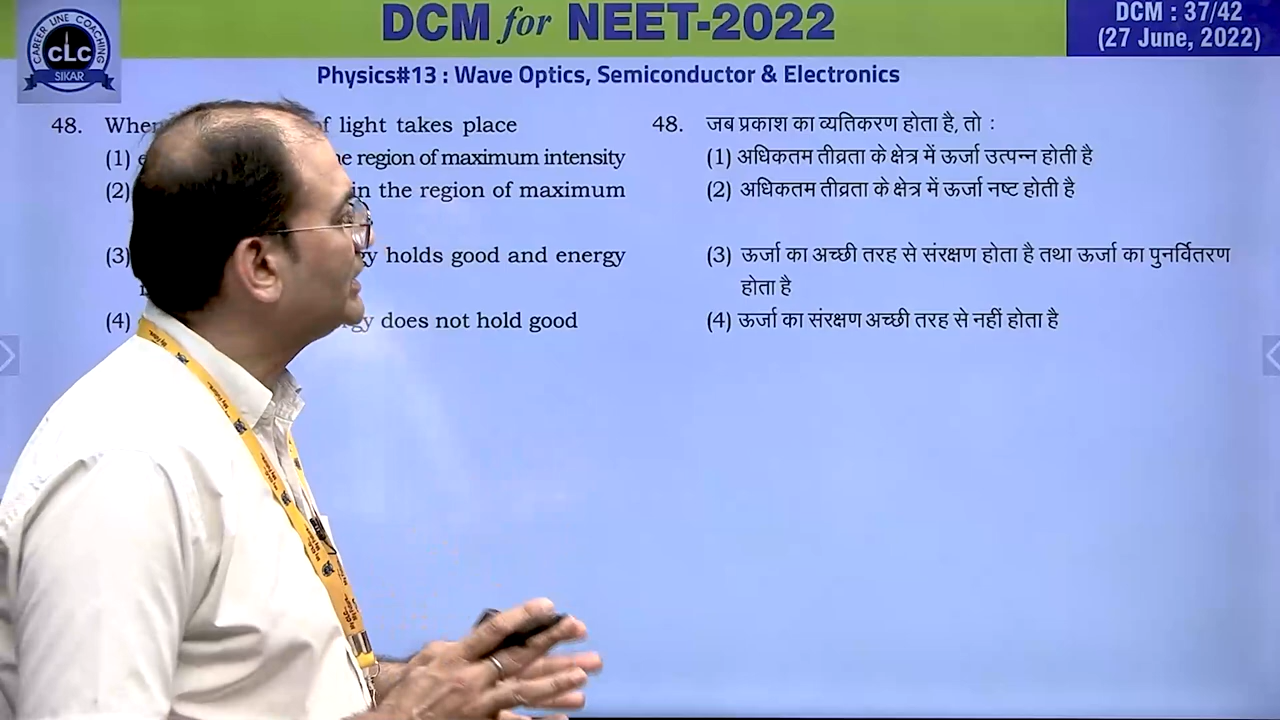 DCM for NEET-2022
DCM : 37/42
(27 June, 2022)
CAREER LINE COACHING
CLC
SIKAR
Physics#13 : Wave Optics, Semiconductor & Electronics
48. When of light takes place
(1) region of maximum intensity
(2) in the region of maximum
(3) holds good and energy
(4) does not hold good
48. जब प्रकाश का व्यतिकरण होता है, तो :
(1) अधिकतम तीव्रता के क्षेत्र में ऊर्जा उत्पन्न होती है
(2) अधिकतम तीव्रता के क्षेत्र में ऊर्जा नष्ट होती है
(3) ऊर्जा का अच्छी तरह से संरक्षण होता है तथा ऊर्जा का पुनर्वितरण
होता है
(4) ऊर्जा का संरक्षण अच्छी तरह से नहीं होता है